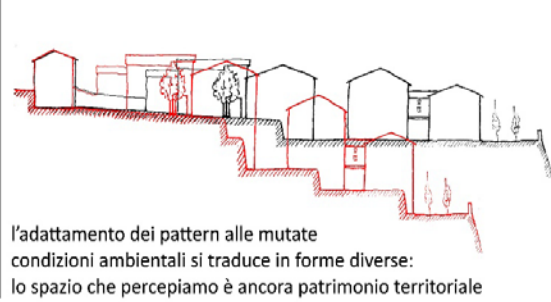 l'adattamento dei pattern alle mutate
condizioni ambientali si traduce in forme diverse:
lo spazio che percepiamo è ancora patrimonio territoriale